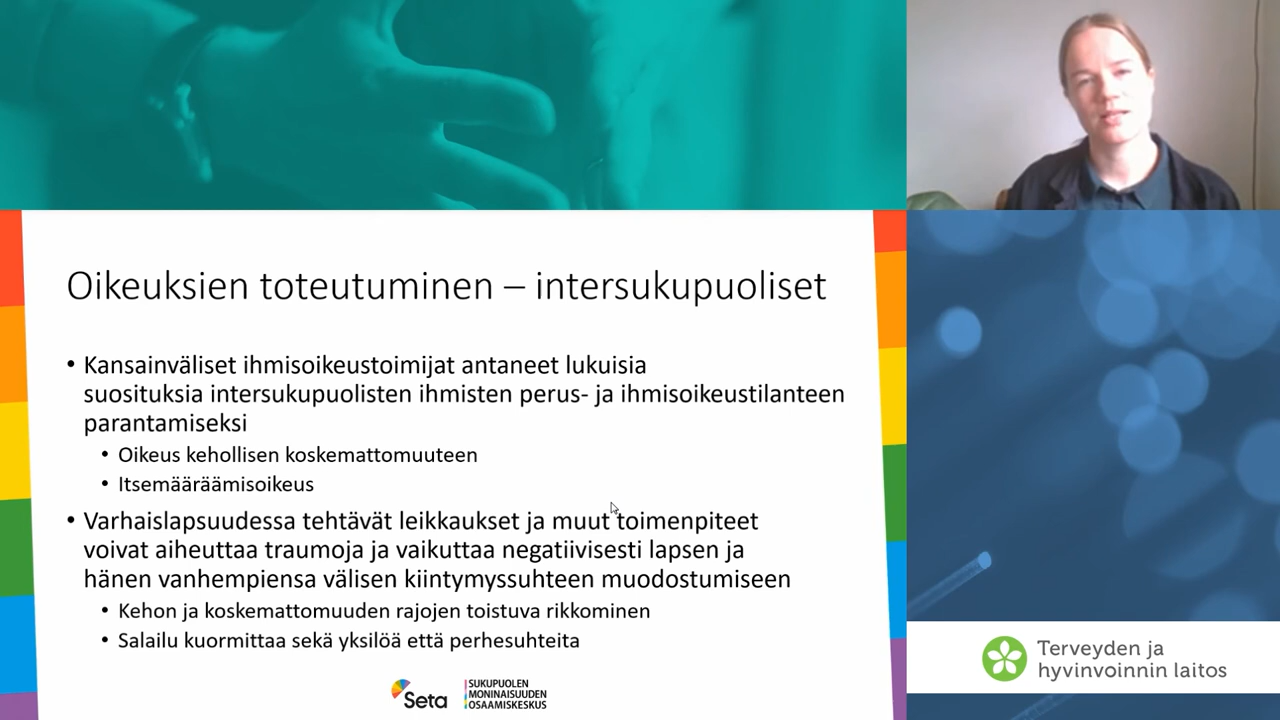 Oikeuksien toteutuminen – intersukupuoliset
• Kansainväliset ihmisoikeustoimijat antaneet lukuisia
suosituksia intersukupuolisten ihmisten perus- ja ihmisoikeustilanteen
parantamiseksi
• Oikeus kehollisen koskemattomuuteen
• Itsemääräämisoikeus
• Varhaislapsuudessa tehtävät leikkaukset ja muut toimenpiteet
voivat aiheuttaa traumoja ja vaikuttaa negatiivisesti lapsen ja
hänen vanhempiensa välisen kiintymyssuhteen muodostumiseen
• Kehon ja koskemattomuuden rajojen toistuva rikkominen
• Salailu kuormittaa sekä yksilöä että perhesuhteita
Seta
SUKUPUOLEN
MONINAISUUDEN
OSAAMISKESKUS
Terveyden ja
hyvinvoinnin laitos